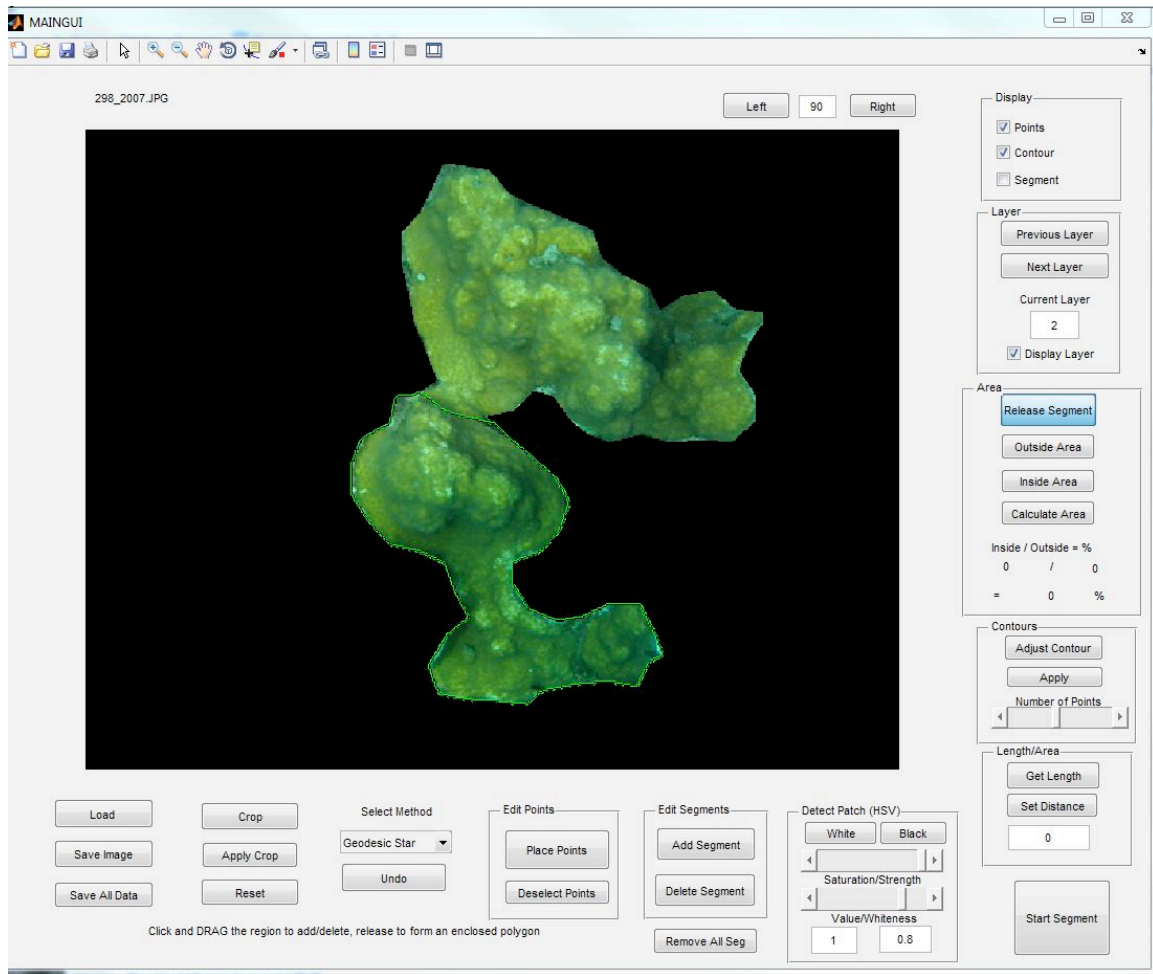 MAINGUI
298_2007.JPG
Left 90 Right
Display
Points
Contour
Segment
Layer
Previous Layer
Next Layer
Current Layer
2
Display Layer
Area
Release Segment
Outside Area
Inside Area
Calculate Area
Inside / Outside = %
0 / 0
= 0 %
Contours
Adjust Contour
Apply
Number of Points
Length/Area
Get Length
Set Distance
0
Start Segment
Load
Save Image
Save All Data
Crop
Apply Crop
Reset
Select Method
Geodesic Star
Undo
Edit Points
Place Points
Deselect Points
Edit Segments
Add Segment
Delete Segment
Remove All Seg
Detect Patch (HSV)
White Black
Saturation/Strength
Value/Whiteness
1 0.8
Click and DRAG the region to add/delete, release to form an enclosed polygon